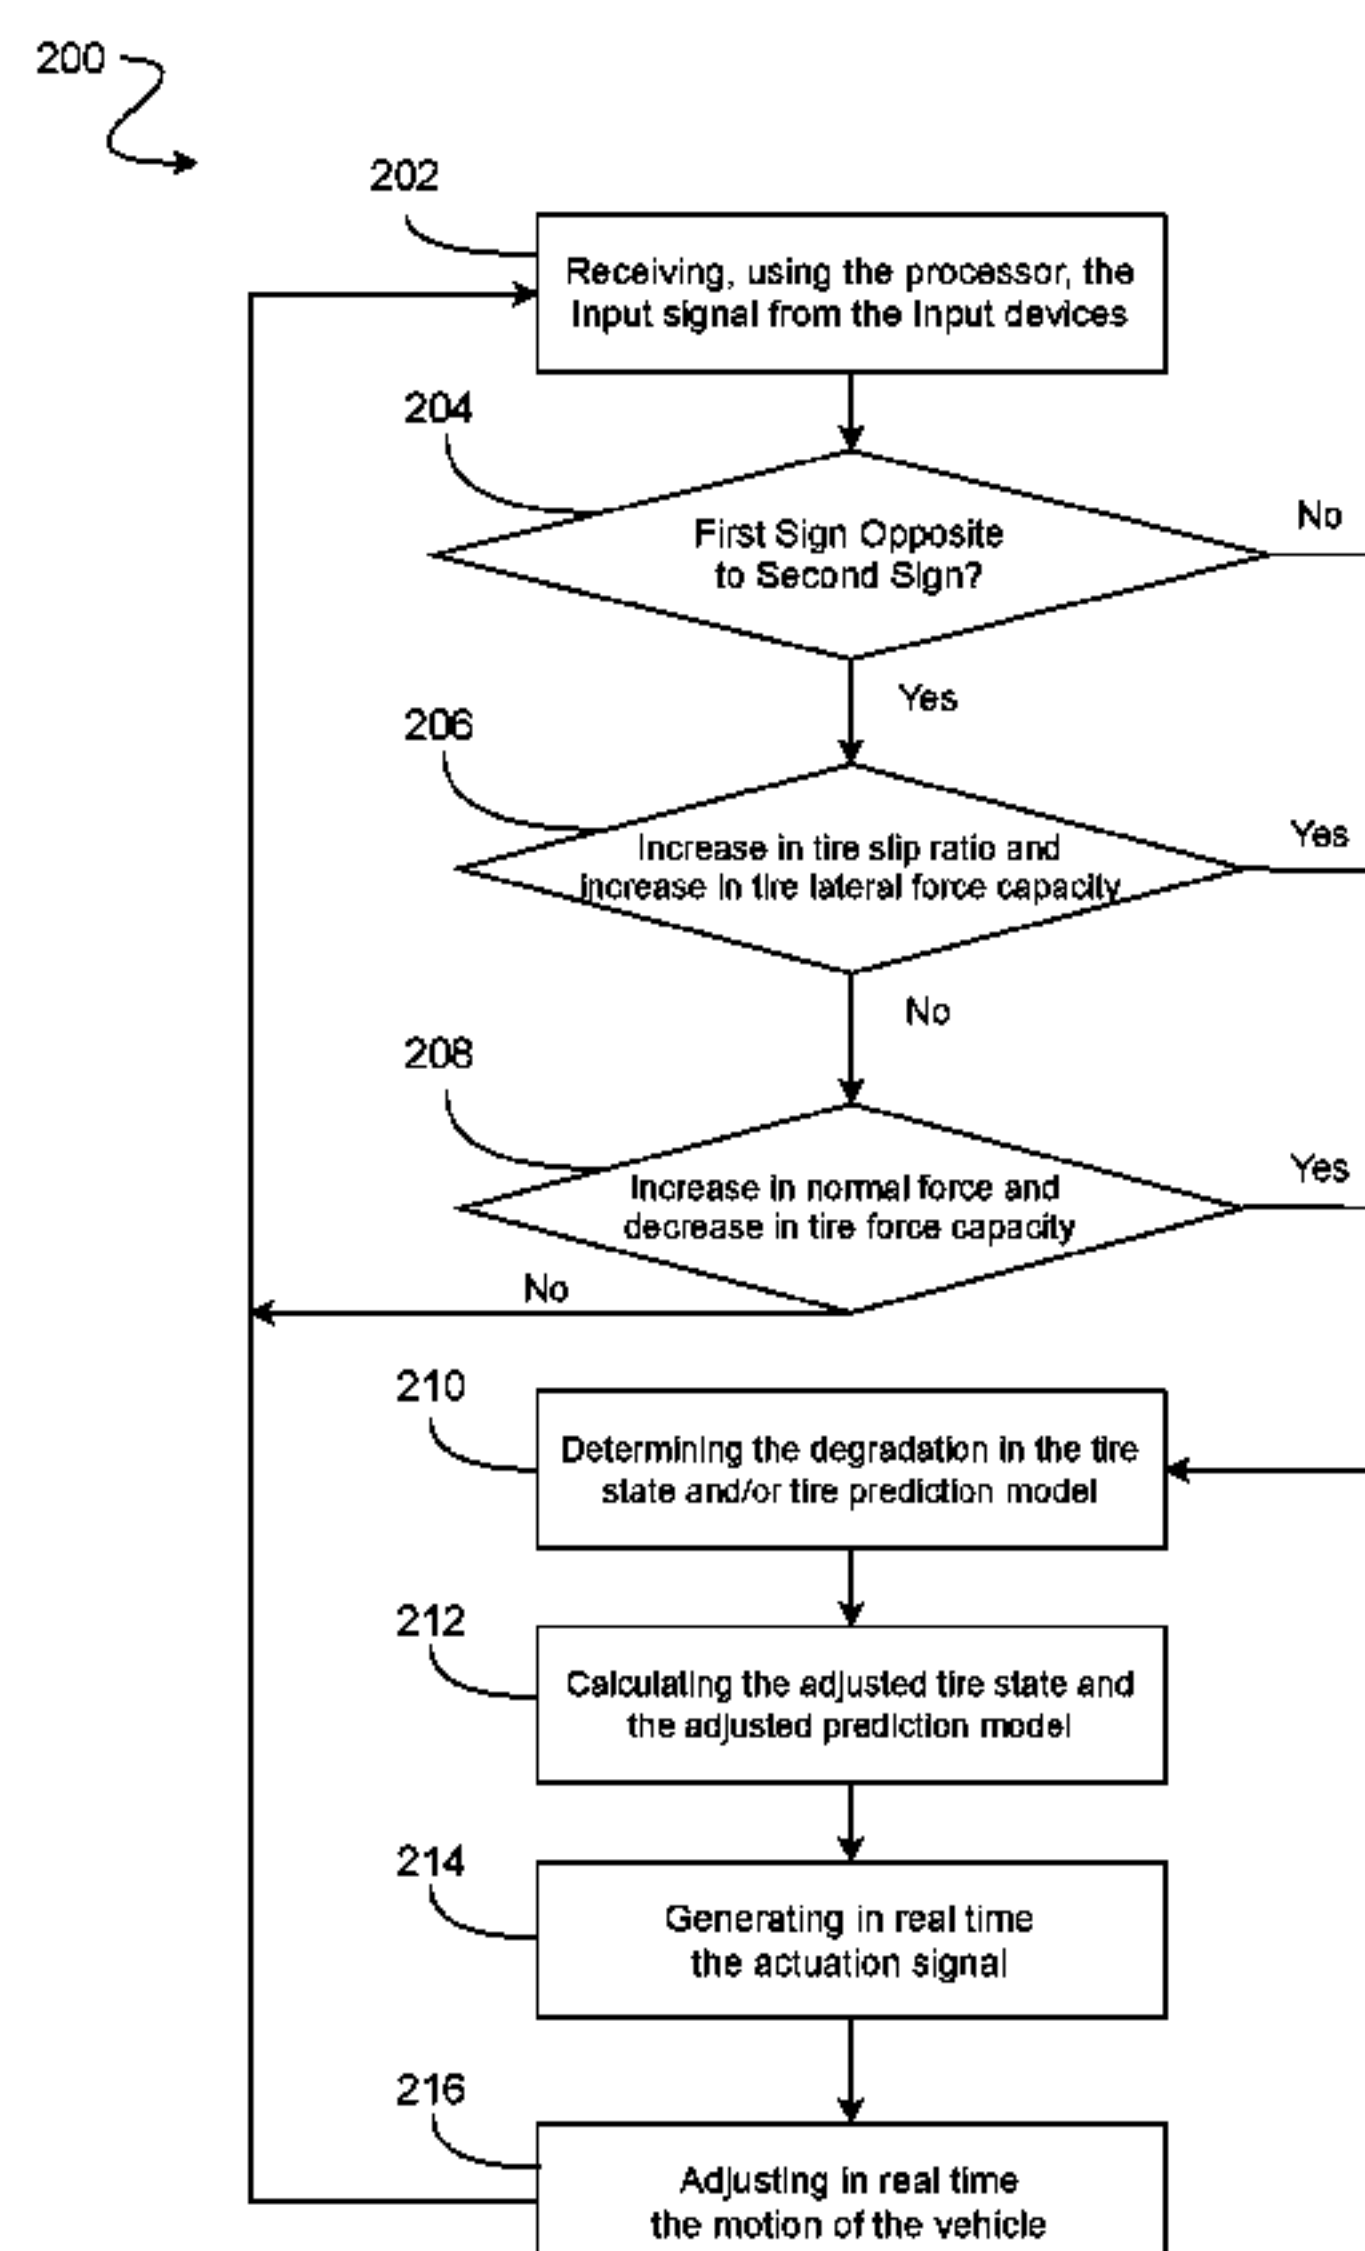 200
202
Receiving, using the processor, the
input signal from the input devices
204
First Sign Opposite
to Second Sign?
No
Yes
206
Increase in tire slip ratio and
increase in tire lateral force capacity
Yes
No
208
Increase in normal force and
decrease in tire force capacity
Yes
No
210
Determining the degradation in the tire
state and/or tire prediction model
212
Calculating the adjusted tire state and
the adjusted prediction model
214
Generating in real time
the actuation signal
216
Adjusting in real time
the motion of the vehicle